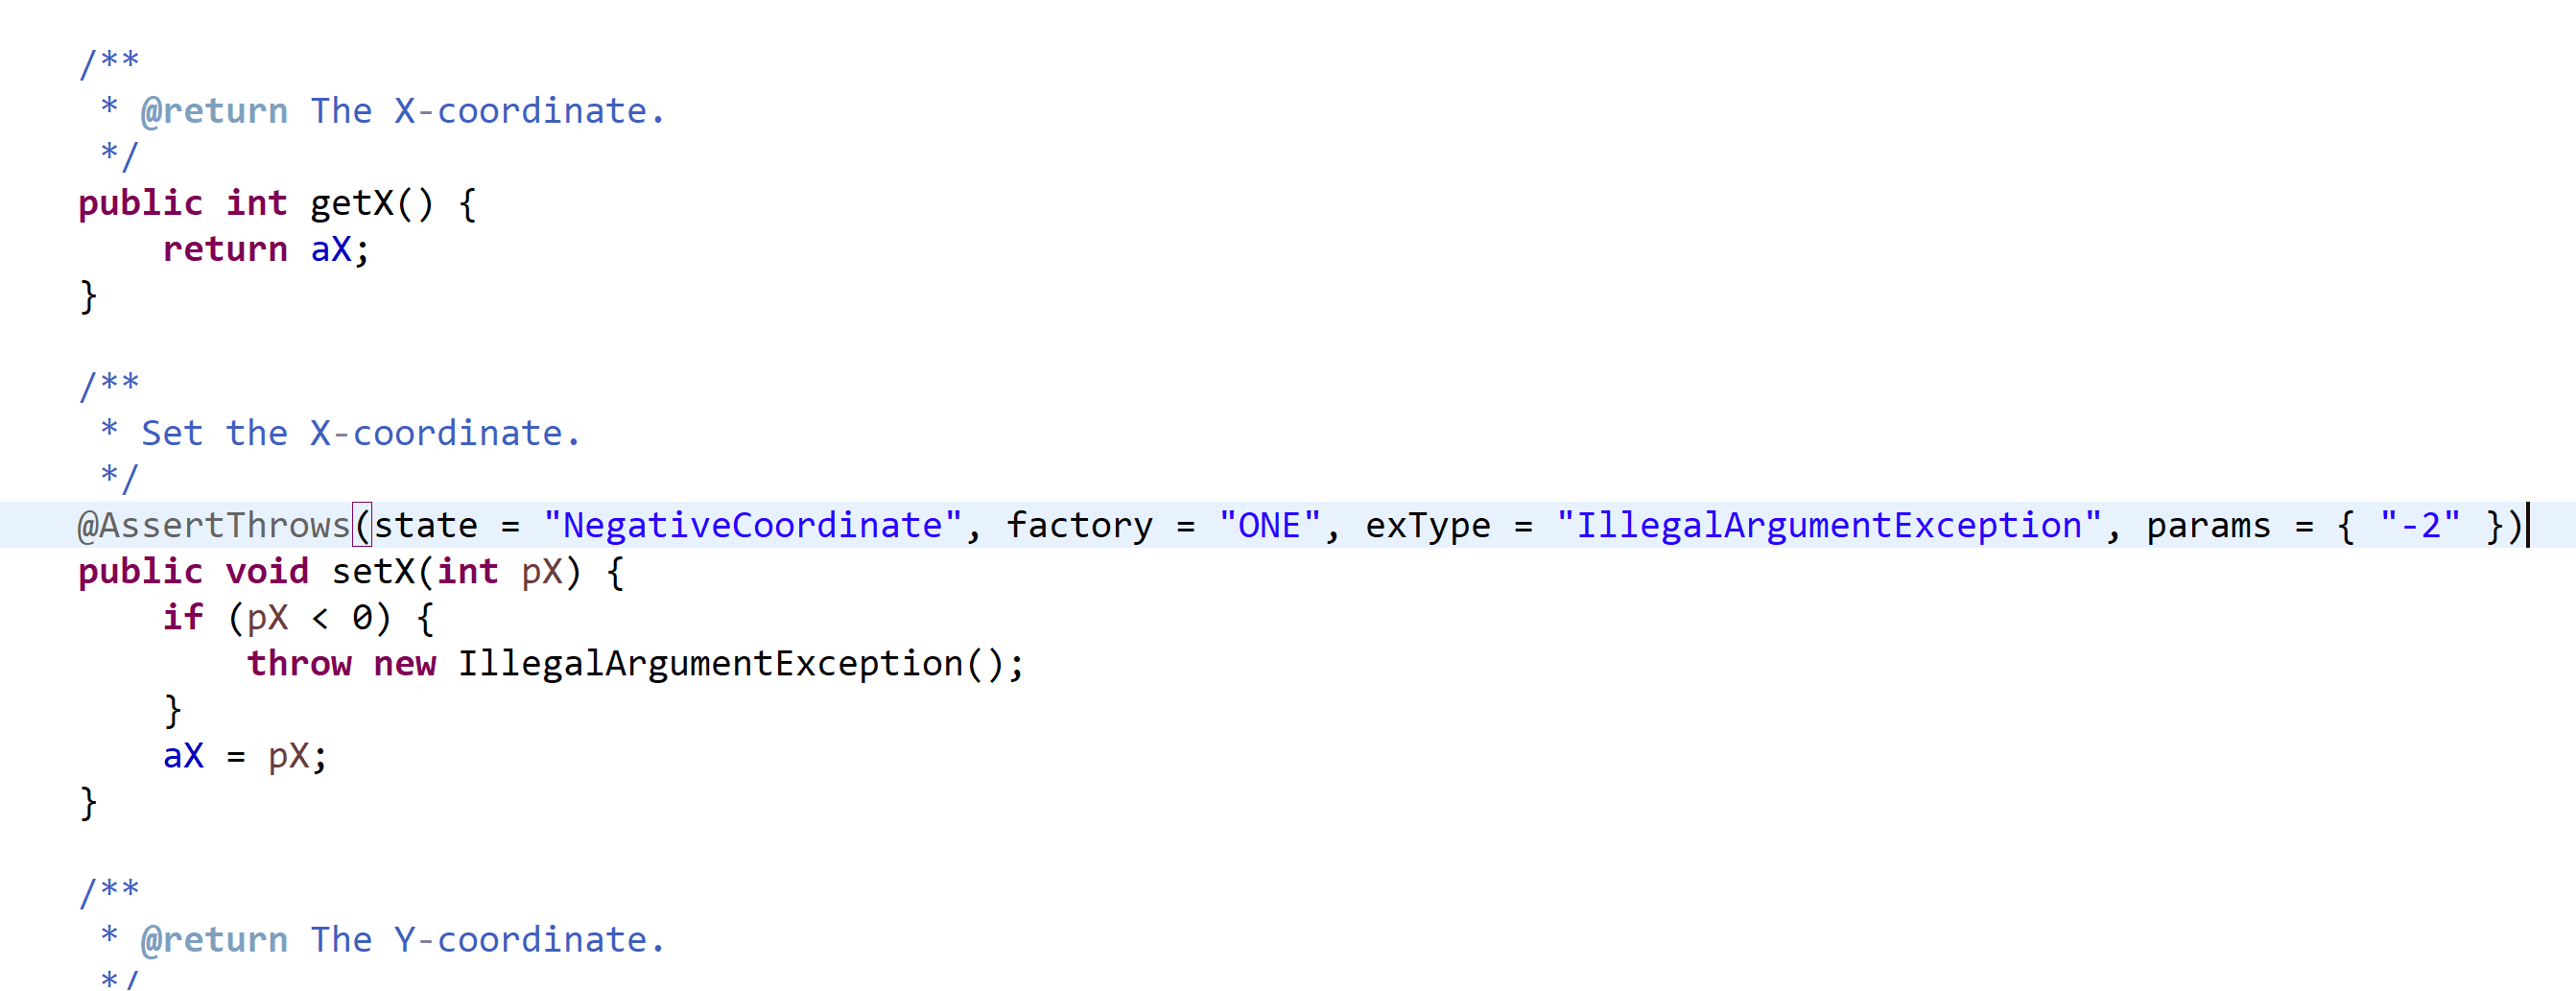 /**
 * @return The X-coordinate.
 */
public int getX() {
    return aX;
}

/**
 * Set the X-coordinate.
 */
@AssertThrows(state = "NegativeCoordinate", factory = "ONE", exType = "IllegalArgumentException", params = { "-2" })
public void setX(int pX) {
    if (pX < 0) {
        throw new IllegalArgumentException();
    }
    aX = pX;
}

/**
 * @return The Y-coordinate.
 */